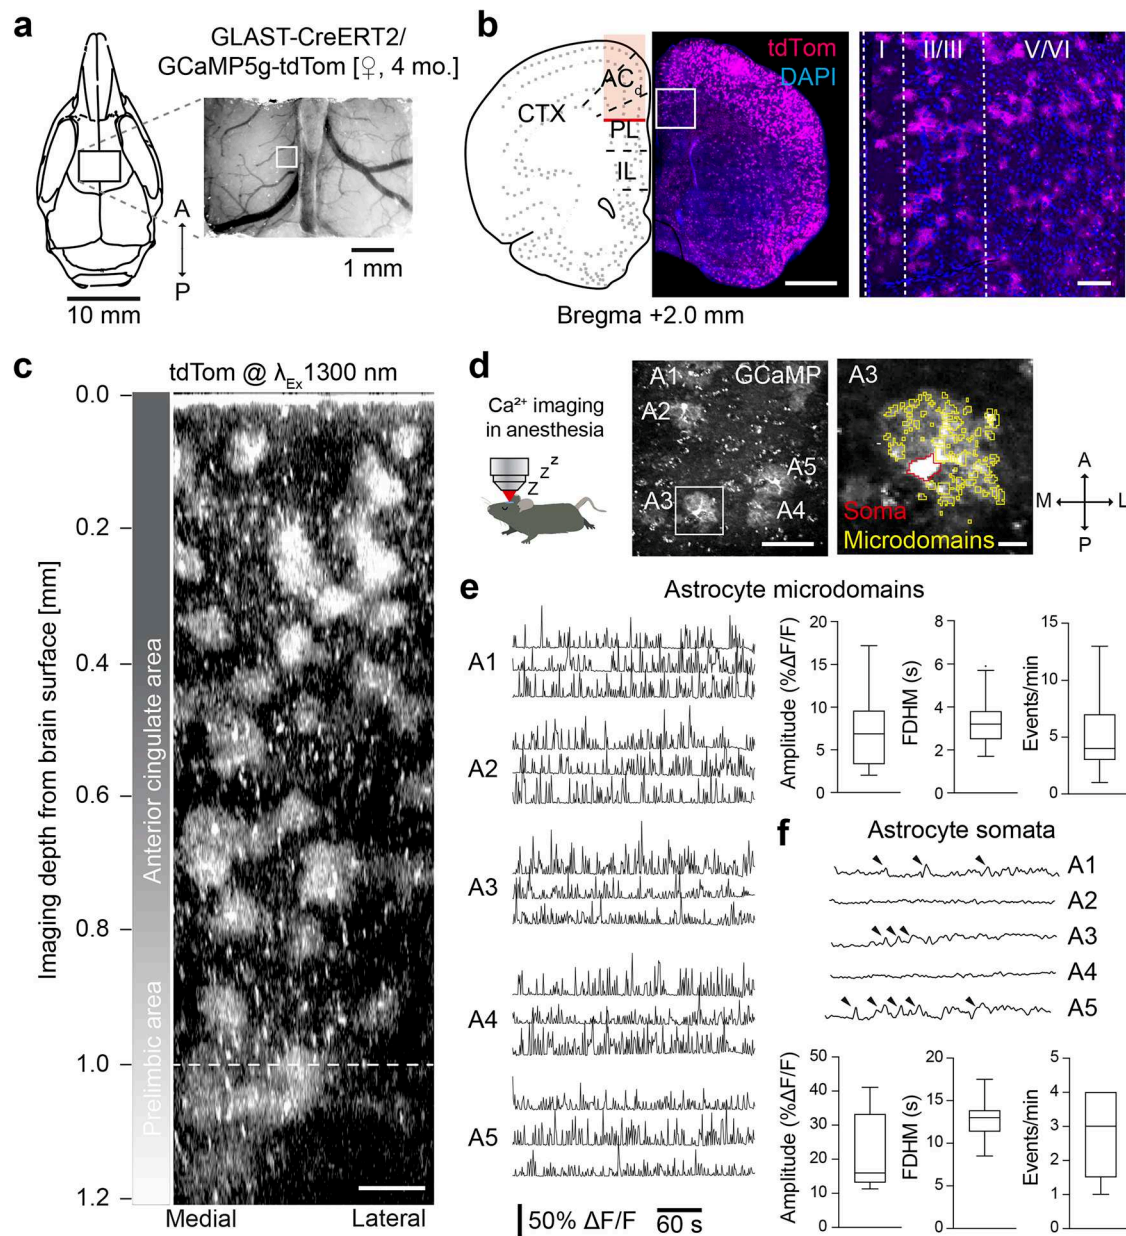 a
GLAST-CreERT2/
GCaMP5g-tdTom [♀, 4 mo.]
A
P
1 mm
10 mm
b
CTX
ACd
PL
IL
tdTom
DAPI
I
II/III
V/VI
Bregma +2.0 mm
c
tdTom @ λEx 1300 nm
Imaging depth from brain surface [mm]
0.0
0.2
0.4
0.6
0.8
1.0
1.2
Anterior cingulate area
Prelimbic area
Medial
Lateral
d
Ca²⁺ imaging
in anesthesia
z z z
A1
GCaMP
A2
A5
A3
A4
A3
Soma
Microdomains
A
M
L
P
e
Astrocyte microdomains
A1
A2
A3
A4
A5
50% ΔF/F
60 s
Amplitude (%ΔF/F)
20
15
10
5
0
FDHM (s)
8
6
4
2
0
Events/min
15
10
5
0
f
Astrocyte somata
A1
A2
A3
A4
A5
Amplitude (%ΔF/F)
50
40
30
20
10
0
FDHM (s)
20
15
10
5
0
Events/min
5
4
3
2
1
0